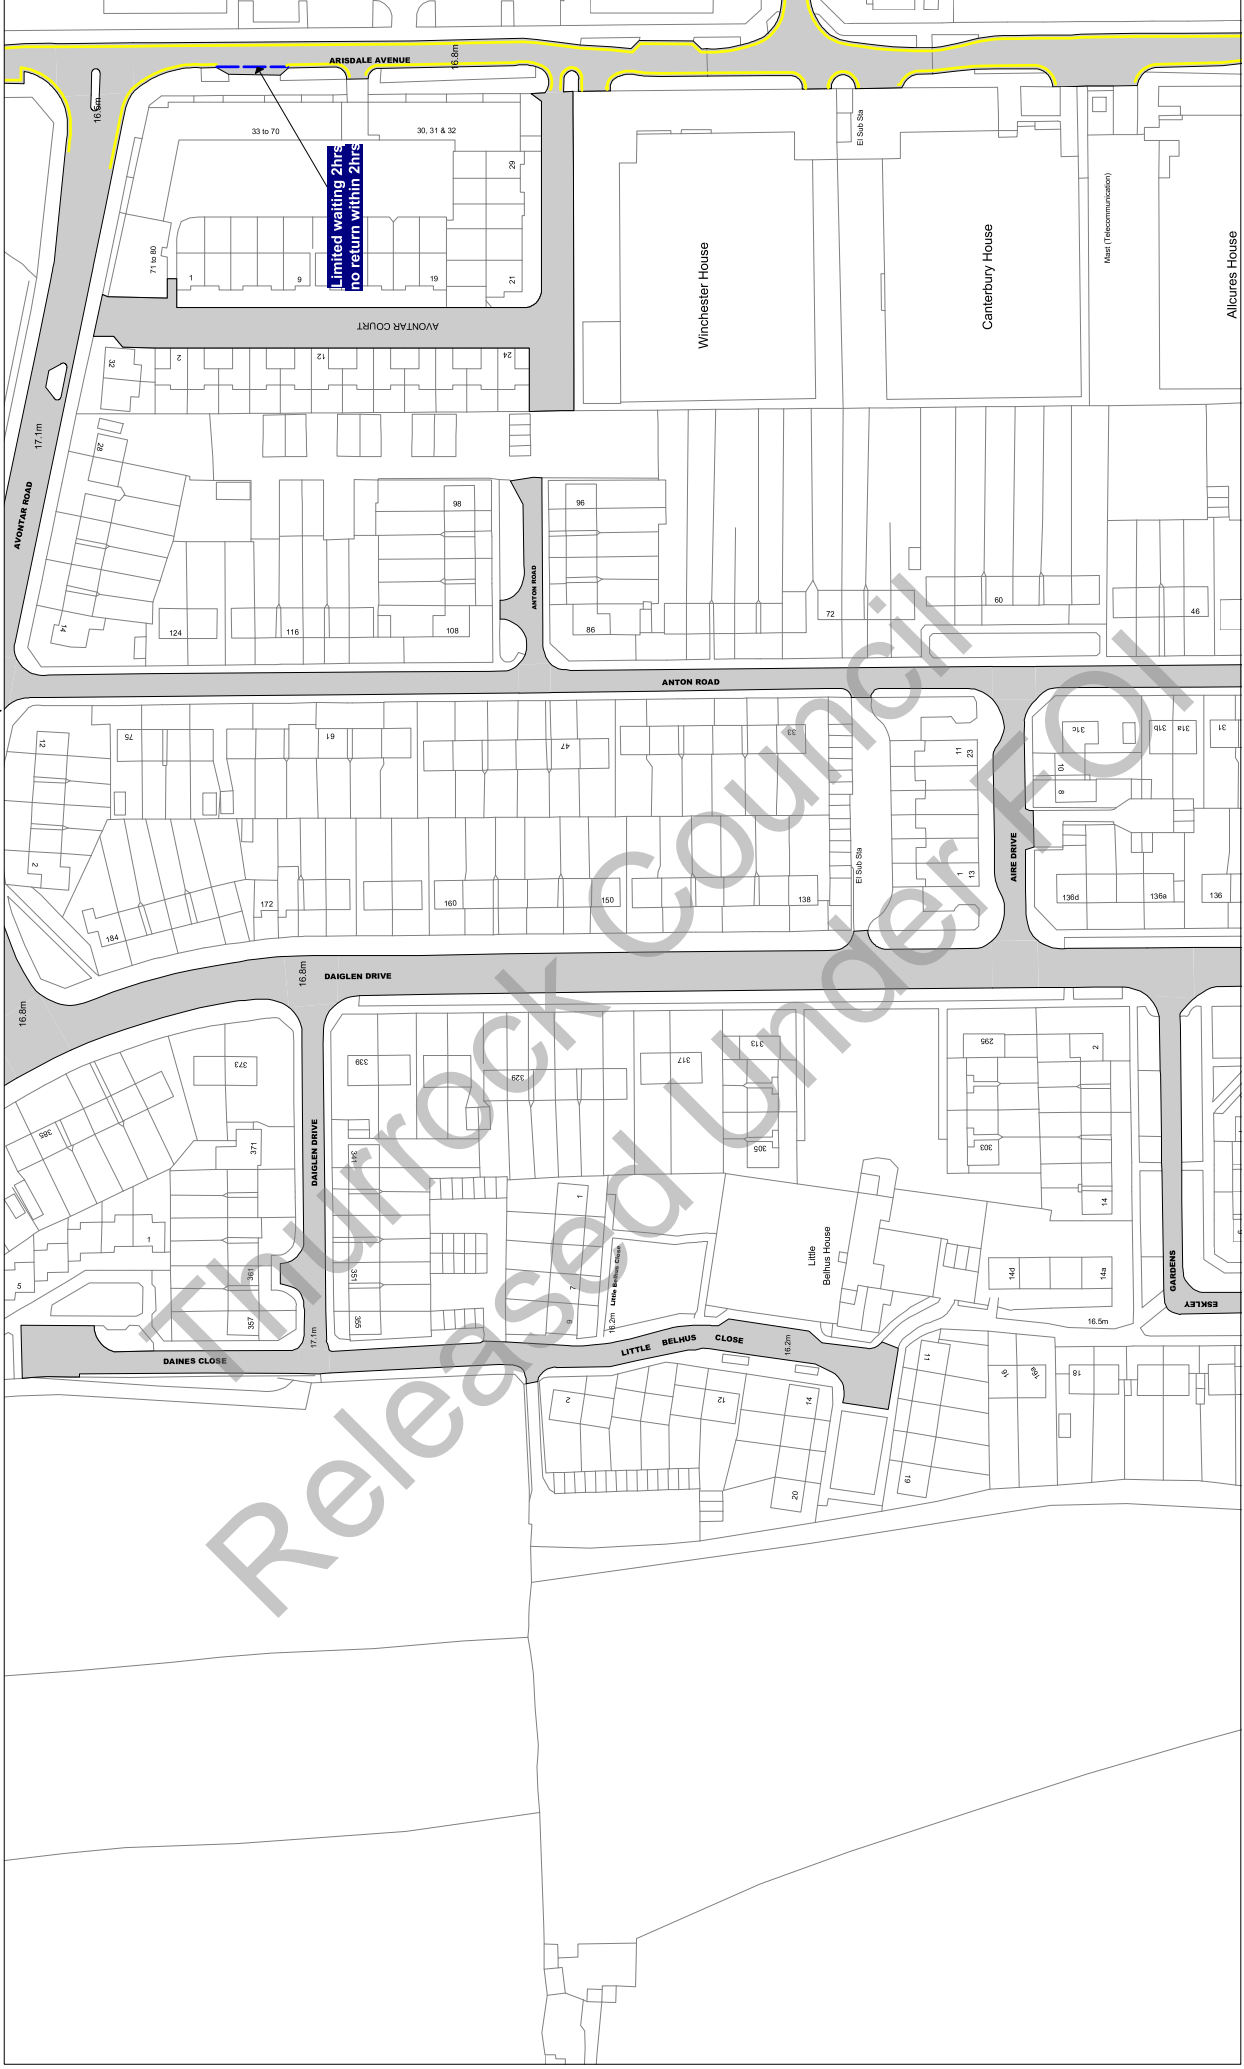 ARISDALE AVENUE
16.8m
16.5m
33 to 70
30, 31 & 32
El Sub Sta
29
Limited waiting 2hrs
no return within 2hrs
Mast (Telecommunication)
71 to 80
1
9
19
21
Winchester House
Canterbury House
Allcures House
AVONTAR COURT
32
2
12
24
17.1m
28
AVONTAR ROAD
98
96
ANTON ROAD
14
124
116
108
86
72
60
46
ANTON ROAD
12
75
61
47
33
11
23
31c
31b
31a
31
10
8
2
El Sub Sta
AIRE DRIVE
1
13
184
172
160
150
138
136d
136a
136
16.8m
DAIGLEN DRIVE
16.8m
373
339
329
317
313
295
2
385
371
DAIGLEN DRIVE
341
305
303
1
14
1
Little
Belhus House
5
361
351
7
Little Belhus Close
14d
14a
GARDENS
ESKLEY
357
355
9
16.2m
16.5m
17.1m
DAINES CLOSE
LITTLE BELHUS CLOSE
16.2m
11
16
16a
18
2
12
14
19
20
Thurrock Council
Released Under FOI